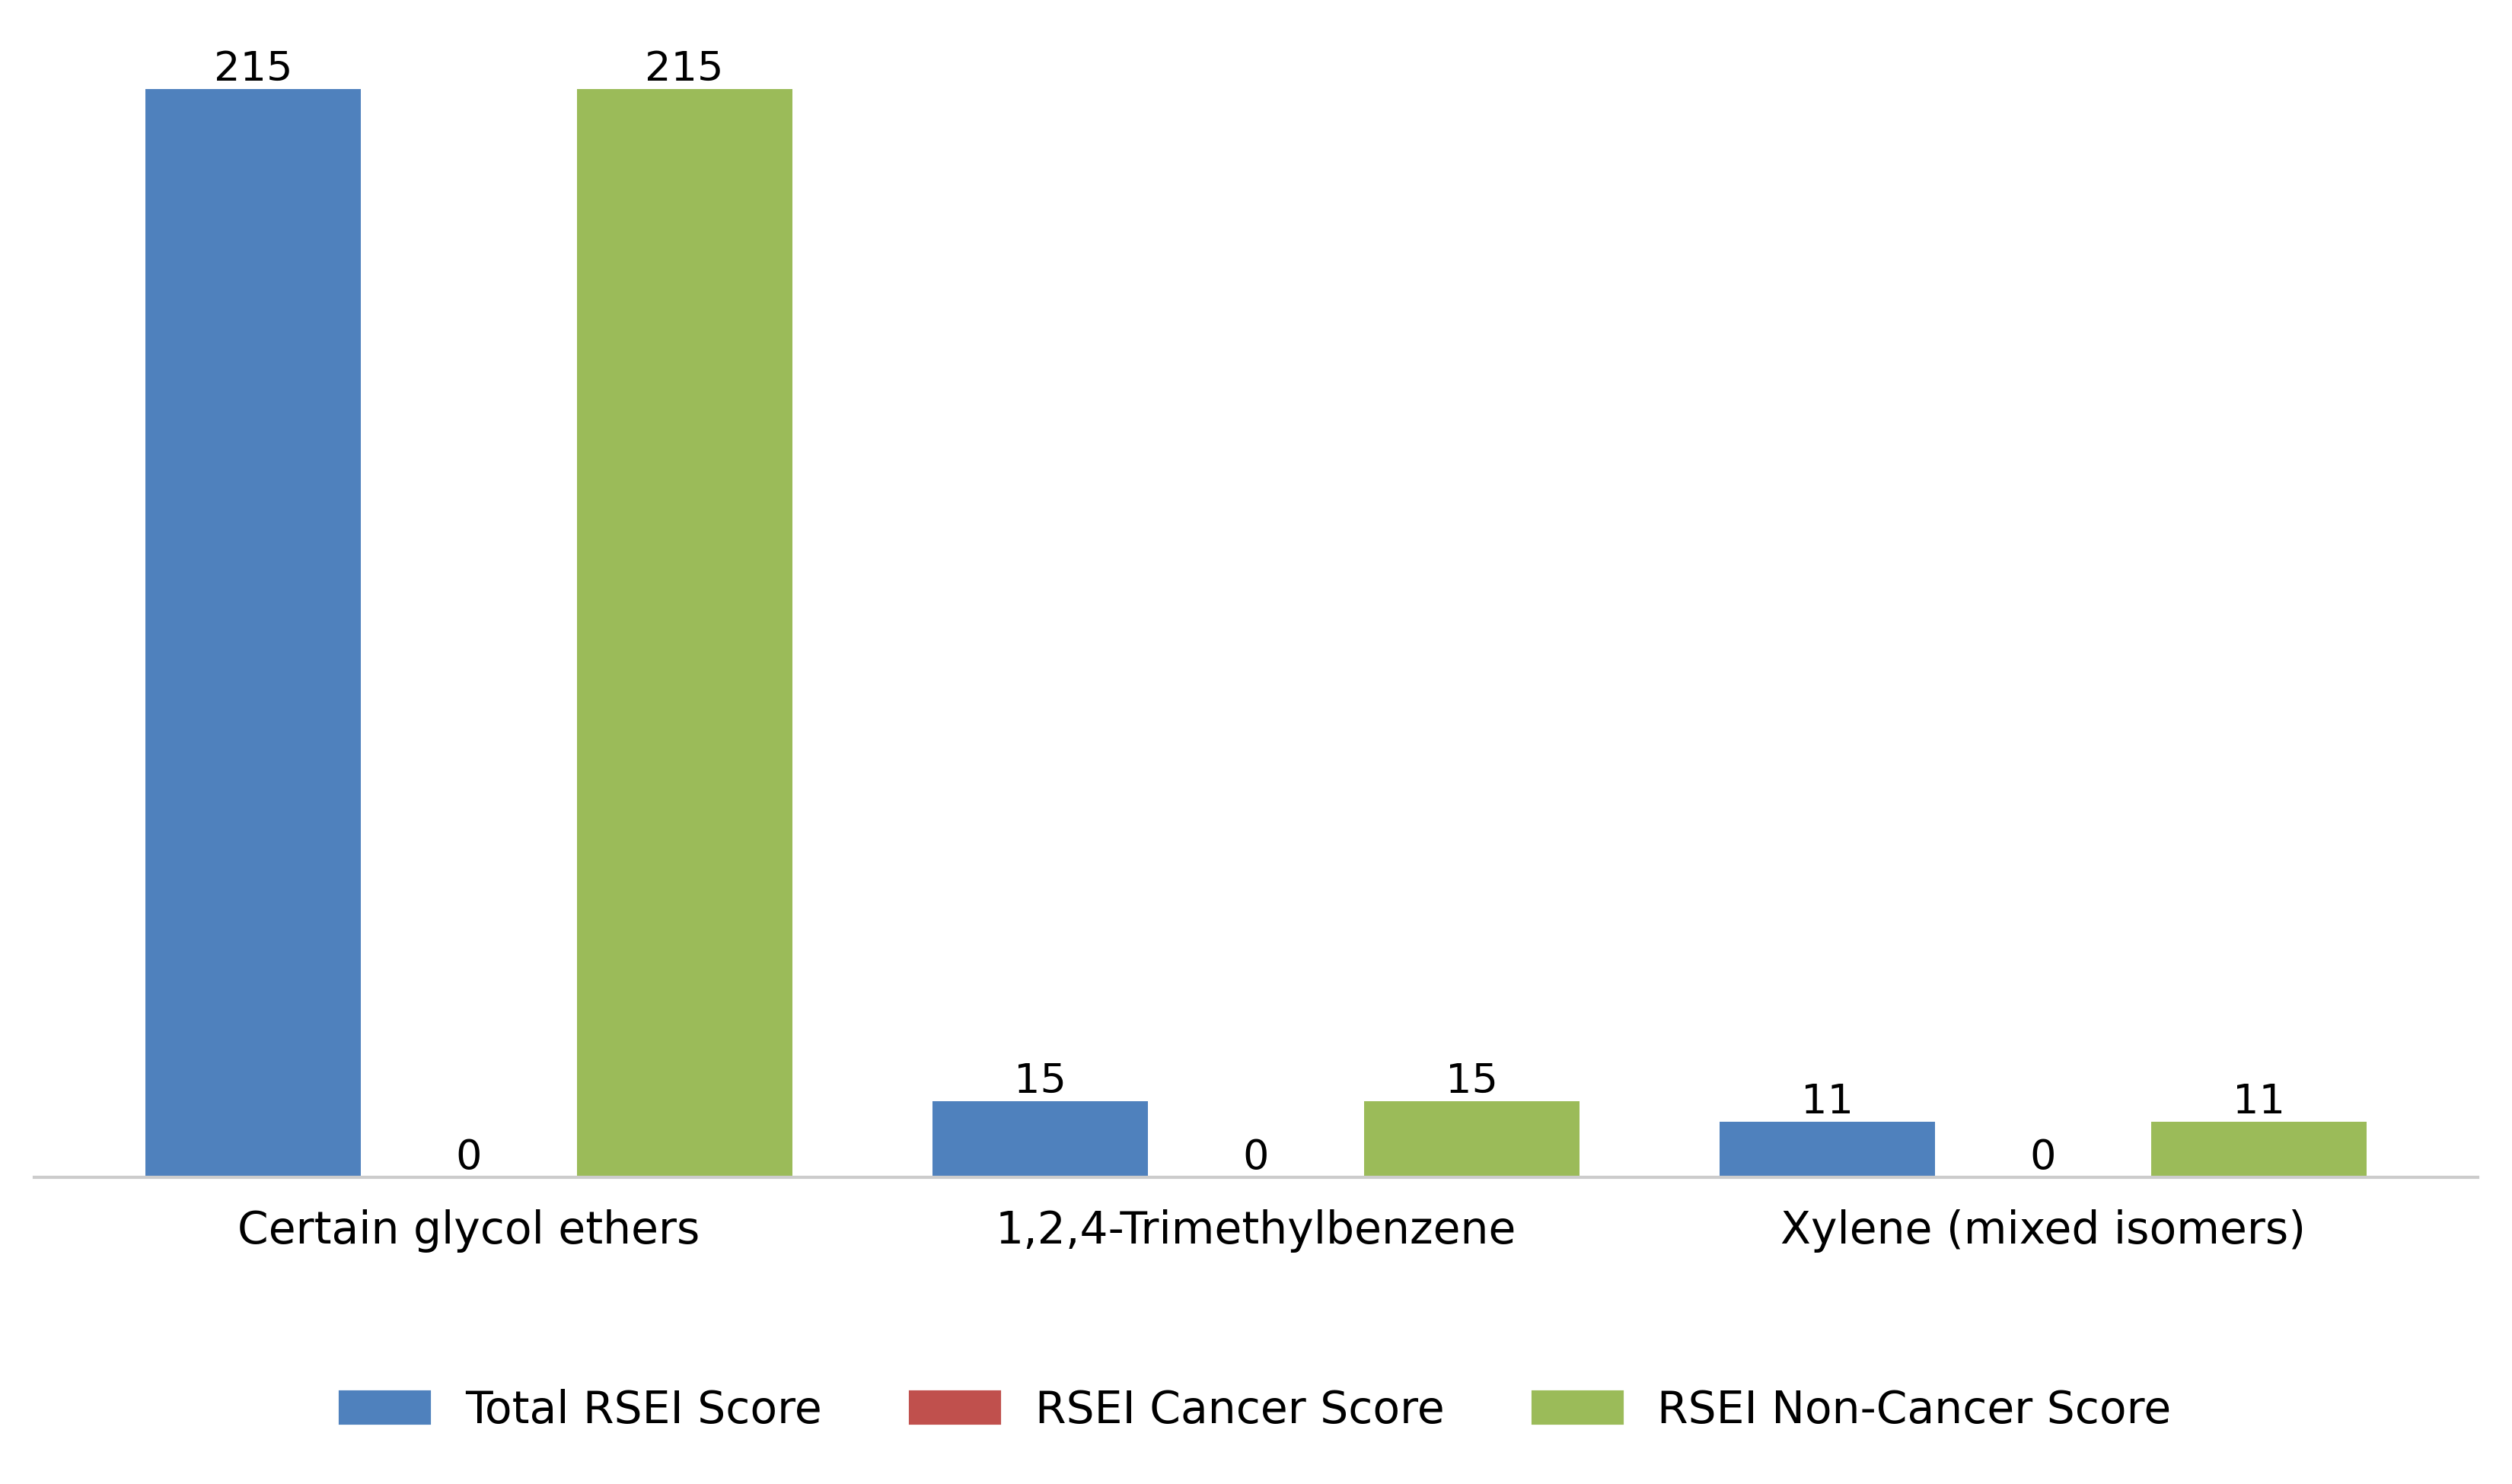 215
215
0
15
0
15
11
0
11
Certain glycol ethers
1,2,4-Trimethylbenzene
Xylene (mixed isomers)
Total RSEI Score
RSEI Cancer Score
RSEI Non-Cancer Score